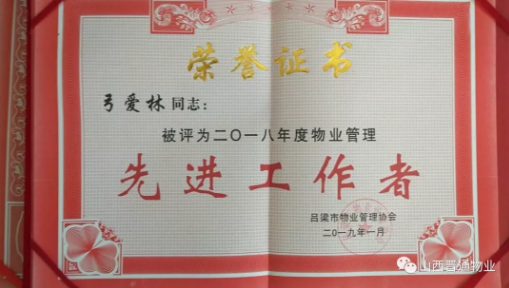 荣誉证书
弓爱林同志：
被评为二〇一八年度物业管理
先进工作者
吕梁市物业管理协会
二〇一九年一月
山西晋通物业